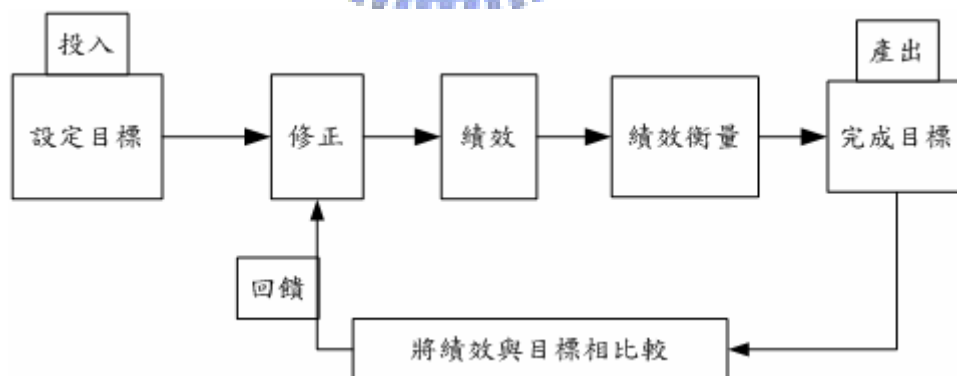 投入
設定目標
修正
績效
績效衡量
產出
完成目標
回饋
將績效與目標相比較